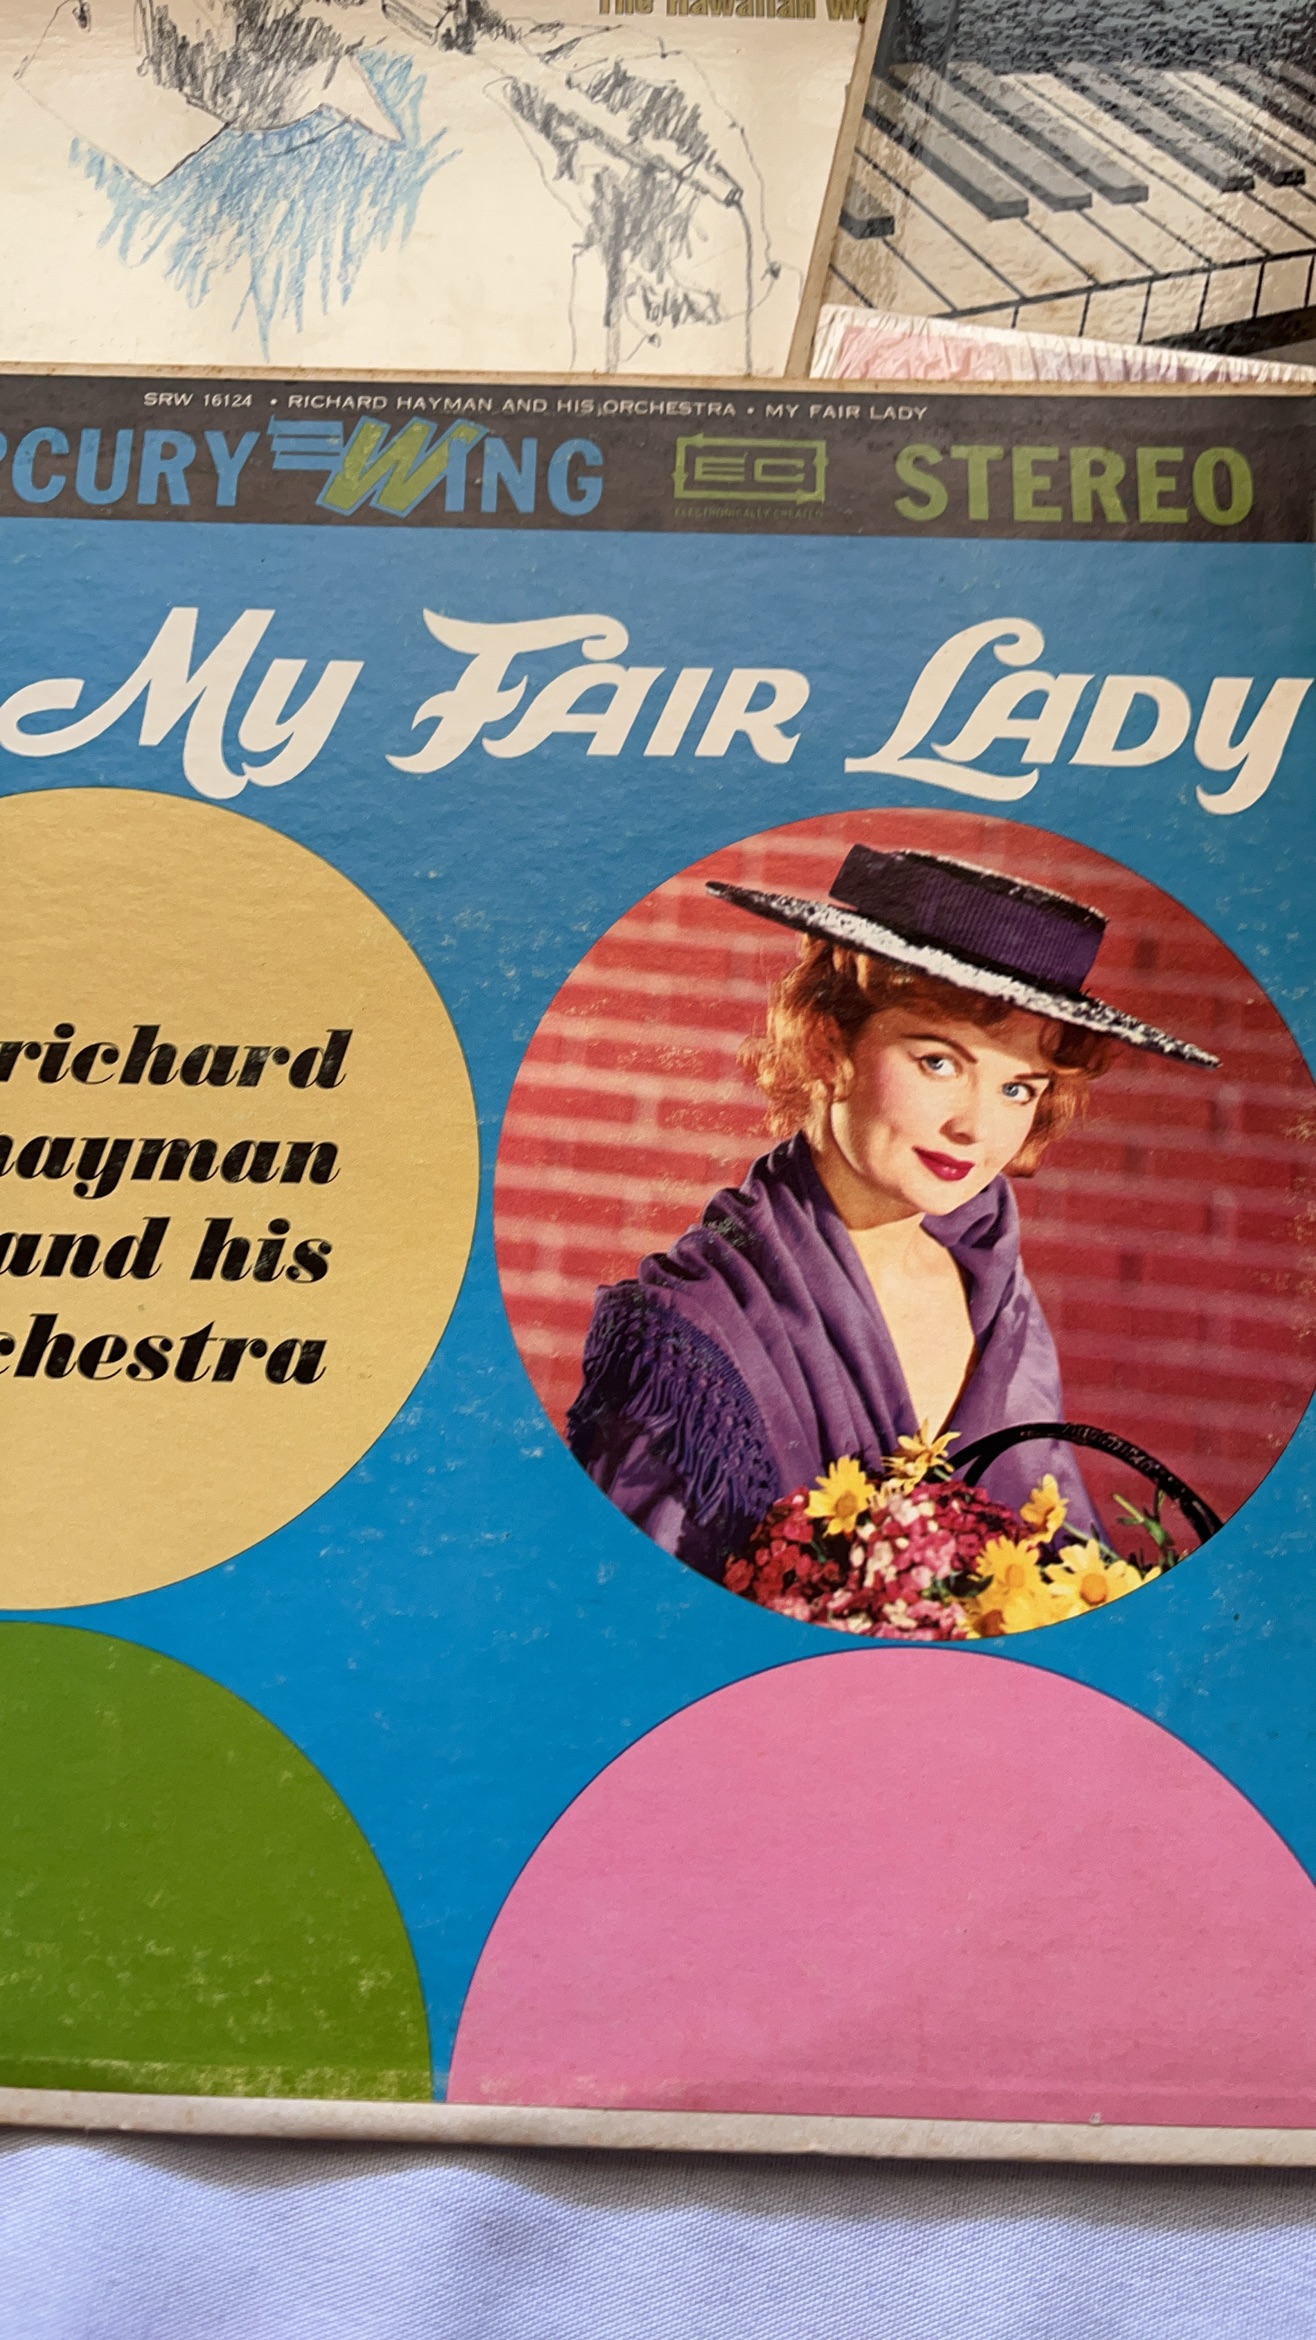 The Hawaiian We
SRW 16124 • RICHARD HAYMAN AND HIS ORCHESTRA • MY FAIR LADY
RCURY WING EC STEREO
ELECTRONICALLY CREATED
My Fair Lady
richard
hayman
and his
chestra